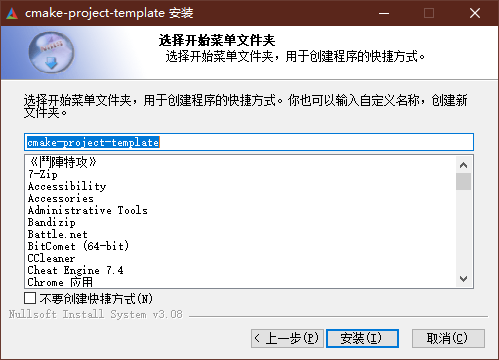 cmake-project-template 安装
选择开始菜单文件夹
选择开始菜单文件夹，用于创建程序的快捷方式。
选择开始菜单文件夹，用于创建程序的快捷方式。你也可以输入自定义名称，创建新
文件夹。
cmake-project-template
《鬥陣特攻》
7-Zip
Accessibility
Accessories
Administrative Tools
Bandizip
Battle.net
BitComet (64-bit)
CCleaner
Cheat Engine 7.4
Chrome 应用
不要创建快捷方式(N)
Nullsoft Install System v3.08
< 上一步(P)
安装(I)
取消(C)